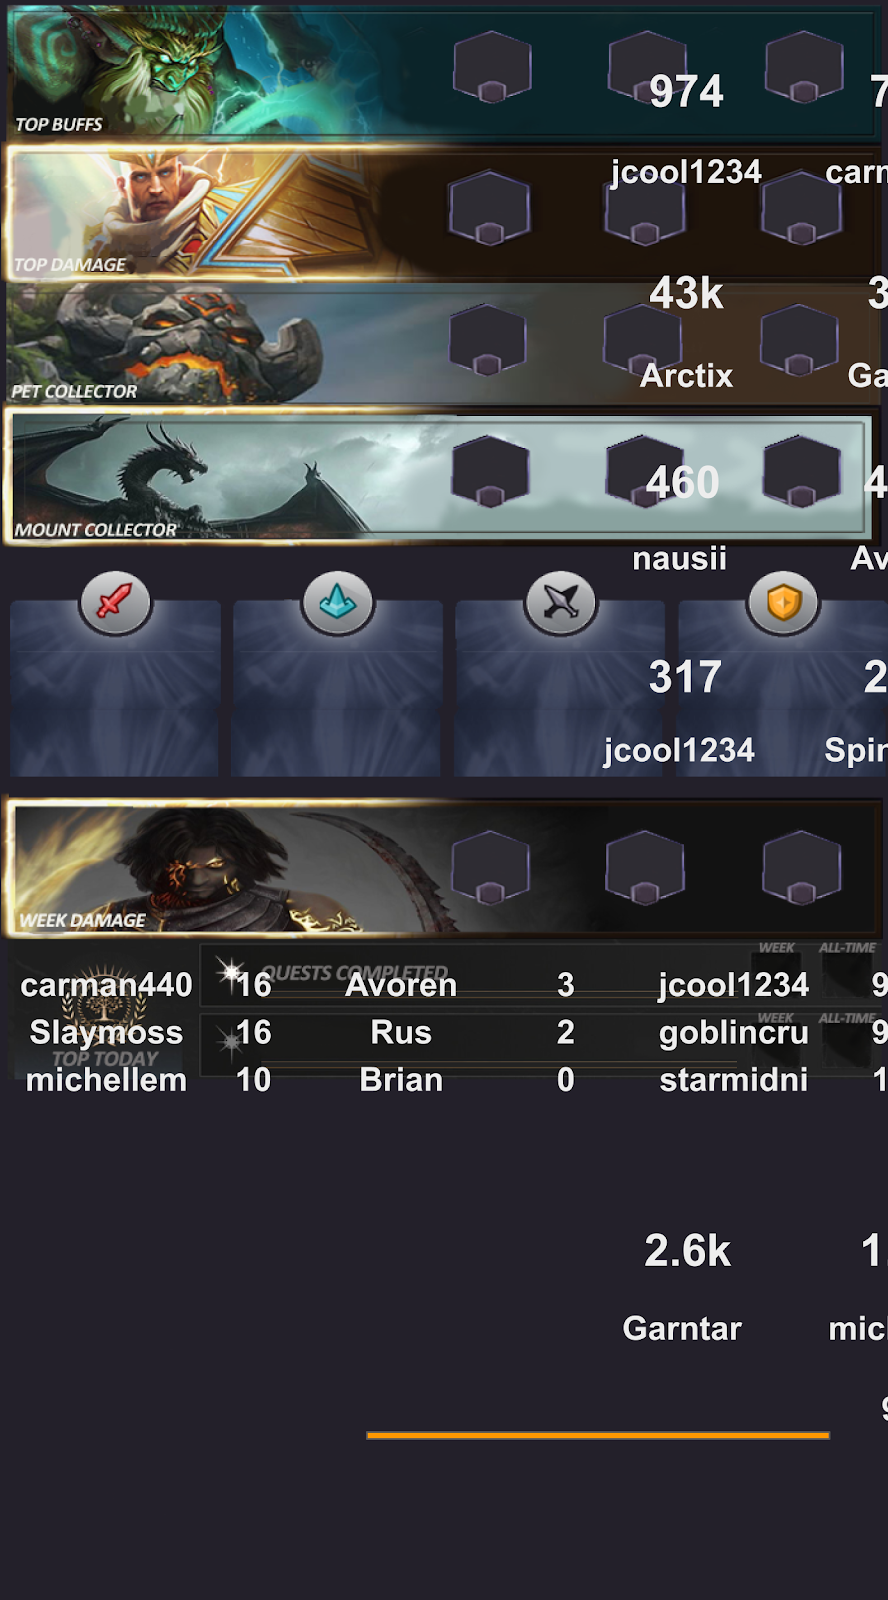 974 7
TOP BUFFS
jcool1234 carn
TOP DAMAGE
43k 3
Arctix Ga
PET COLLECTOR
460 4
MOUNT COLLECTOR
nausii Av
317 2
jcool1234 Spin
WEEK DAMAGE
WEEK ALL-TIME
QUESTS COMPLETED
carman440 16 Avoren 3 jcool1234 9
WEEK ALL-TIME
Slaymoss 16 Rus 2 goblincru 9
TOP TODAY
michellem 10 Brian 0 starmidni 1
2.6k 1.
Garntar mic